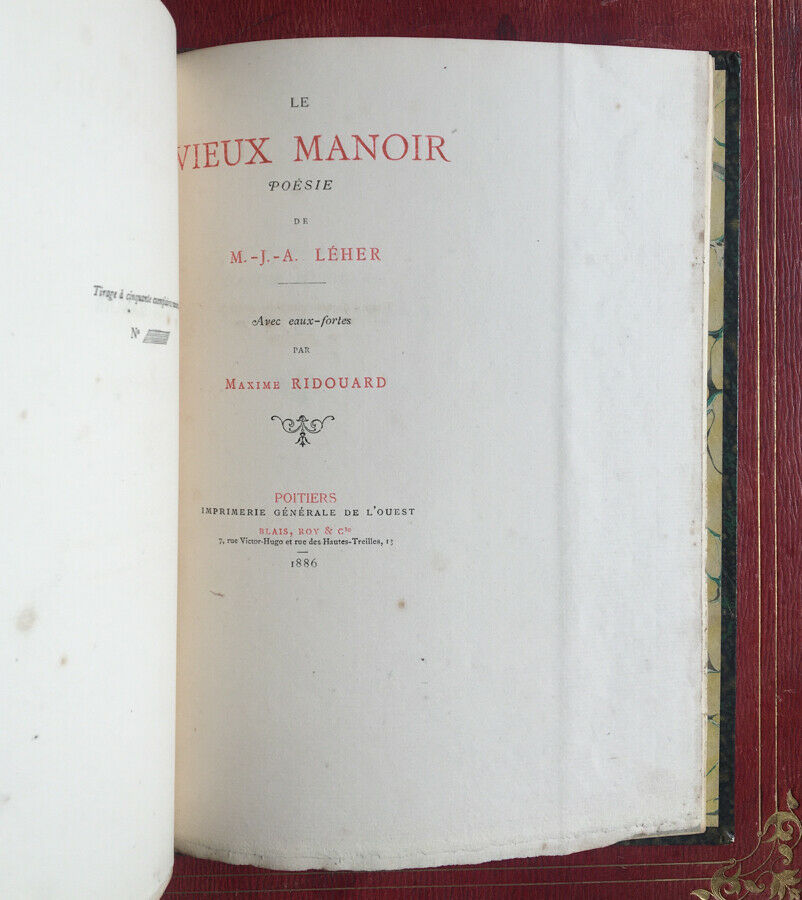 Tirage à cinquante
N°
LE
VIEUX MANOIR
POÉSIE
DE
M.-J.-A. LÉHER
Avec eaux-fortes
PAR
MAXIME RIDOUARD
POITIERS
IMPRIMERIE GÉNÉRALE DE L'OUEST
BLAIS, ROY & Cie
7, rue Victor-Hugo et rue des Hautes-Treilles, 13
1886